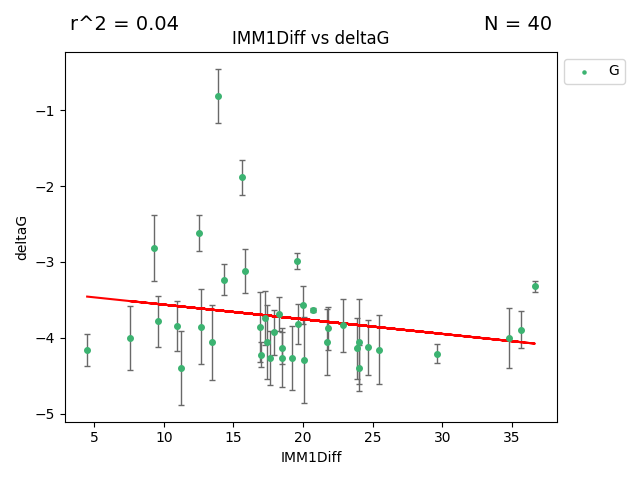 r^2 = 0.04
N = 40
IMM1Diff vs deltaG
G
−1
−2
−3
−4
−5
deltaG
5 10 15 20 25 30 35
IMM1Diff